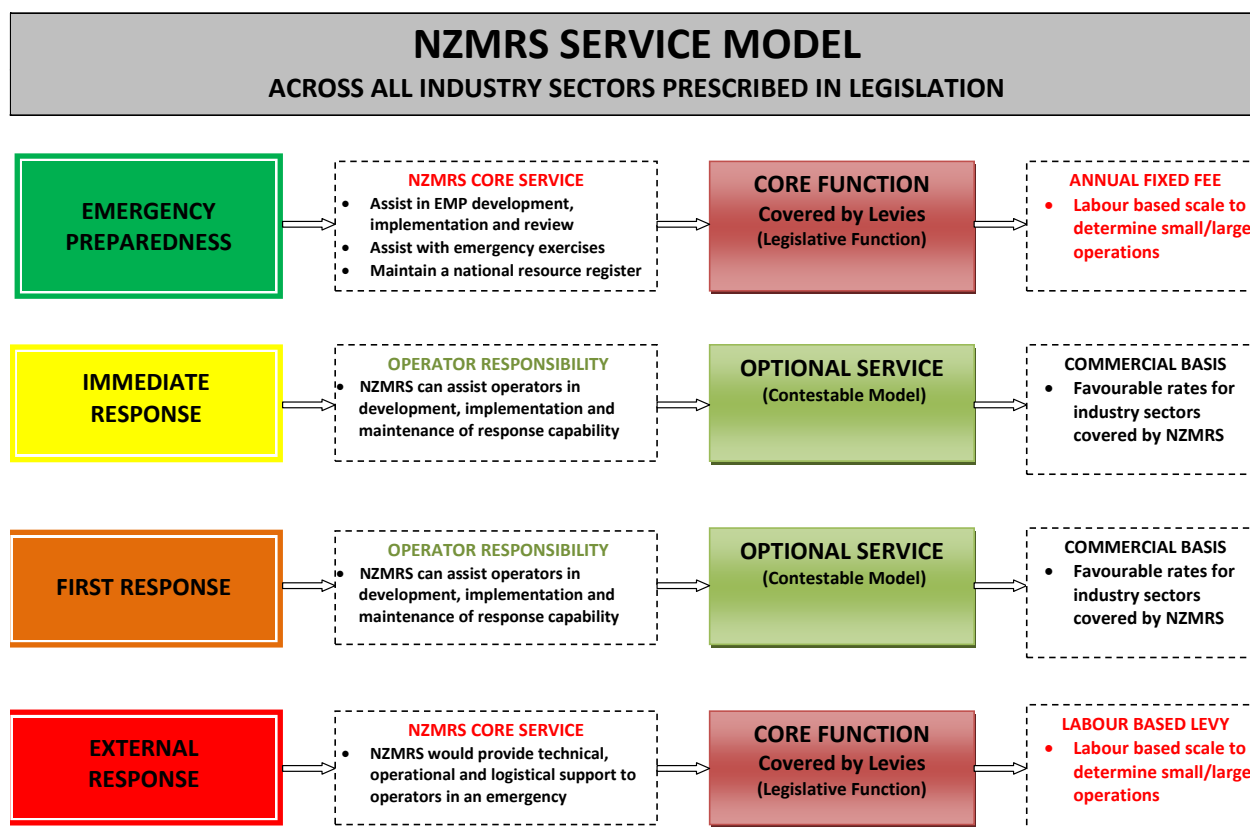 NZMRS SERVICE MODEL
ACROSS ALL INDUSTRY SECTORS PRESCRIBED IN LEGISLATION
EMERGENCY
PREPAREDNESS
NZMRS CORE SERVICE
• Assist in EMP development,
implementation and review
• Assist with emergency exercises
• Maintain a national resource register
CORE FUNCTION
Covered by Levies
(Legislative Function)
ANNUAL FIXED FEE
• Labour based scale to
determine small/large
operations
IMMEDIATE
RESPONSE
OPERATOR RESPONSIBILITY
• NZMRS can assist operators in
development, implementation and
maintenance of response capability
OPTIONAL SERVICE
(Contestable Model)
COMMERCIAL BASIS
• Favourable rates for
industry sectors
covered by NZMRS
FIRST RESPONSE
OPERATOR RESPONSIBILITY
• NZMRS can assist operators in
development, implementation and
maintenance of response capability
OPTIONAL SERVICE
(Contestable Model)
COMMERCIAL BASIS
• Favourable rates for
industry sectors
covered by NZMRS
EXTERNAL
RESPONSE
NZMRS CORE SERVICE
• NZMRS would provide technical,
operational and logistical support to
operators in an emergency
CORE FUNCTION
Covered by Levies
(Legislative Function)
LABOUR BASED LEVY
• Labour based scale to
determine small/large
operations